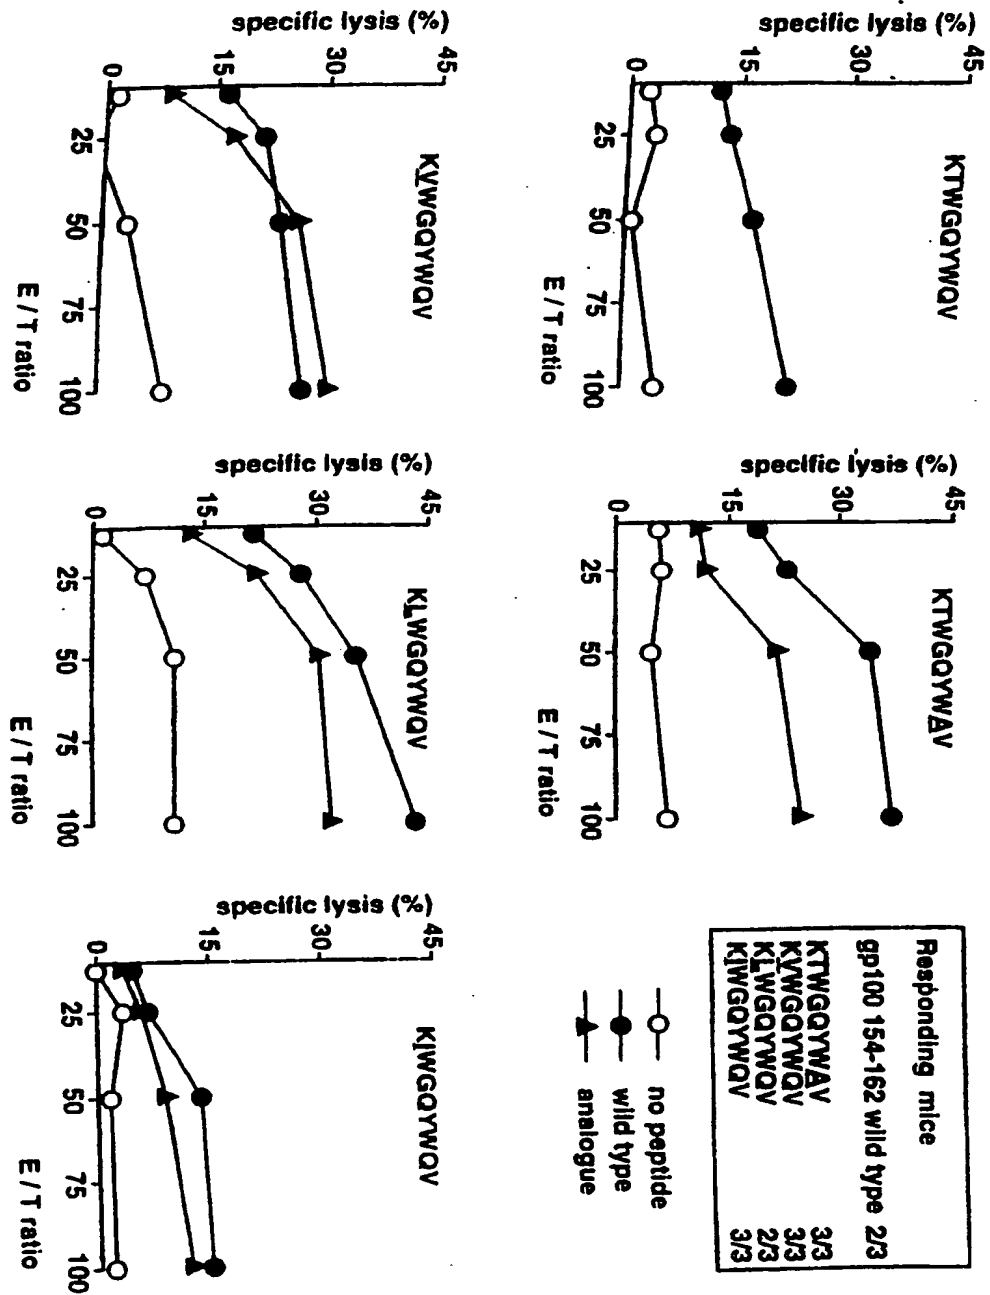 KTWGQYWQV
specific lysis (%)
45
30
15
0
25 50 75 100
E / T ratio
KTWGQYWAV
specific lysis (%)
45
30
15
0
25 50 75 100
E / T ratio
Responding mice
gp100 154-162 wild type 2/3
KTWGQYWAV 3/3
KVWGQYWQV 3/3
KLWGQYWQV 2/3
KIWGQYWQV 3/3
no peptide
wild type
analogue
KVWGQYWQV
specific lysis (%)
45
30
15
0
25 50 75 100
E / T ratio
KLWGQYWQV
specific lysis (%)
45
30
15
0
25 50 75 100
E / T ratio
KIWGQYWQV
specific lysis (%)
45
30
15
0
25 50 75 100
E / T ratio